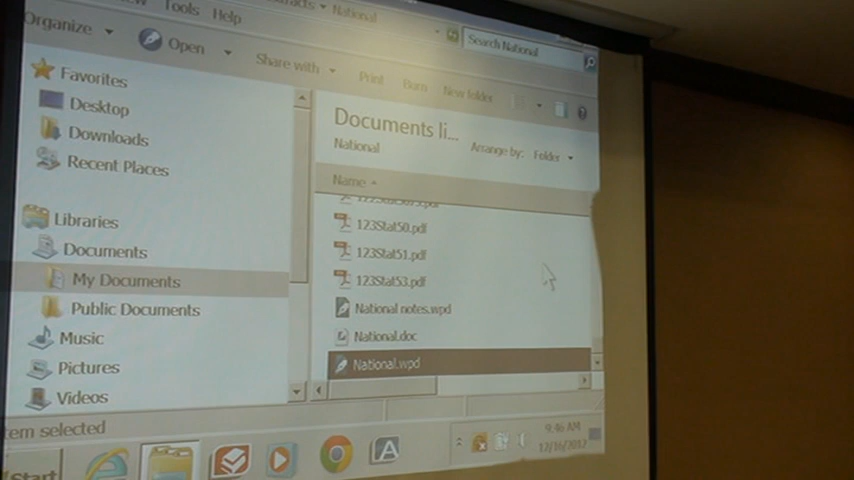 Tools Help
National
Search National
Organize
Open
Share with
Print
Burn
New folder
Favorites
Desktop
Downloads
Recent Places
Libraries
Documents
My Documents
Public Documents
Music
Pictures
Videos
Documents li...
National
Arrange by: Folder
Name
123Stat50.pdf
123Stat51.pdf
123Stat53.pdf
National notes.wpd
National.doc
National.wpd
item selected
Start
A
9:46 AM